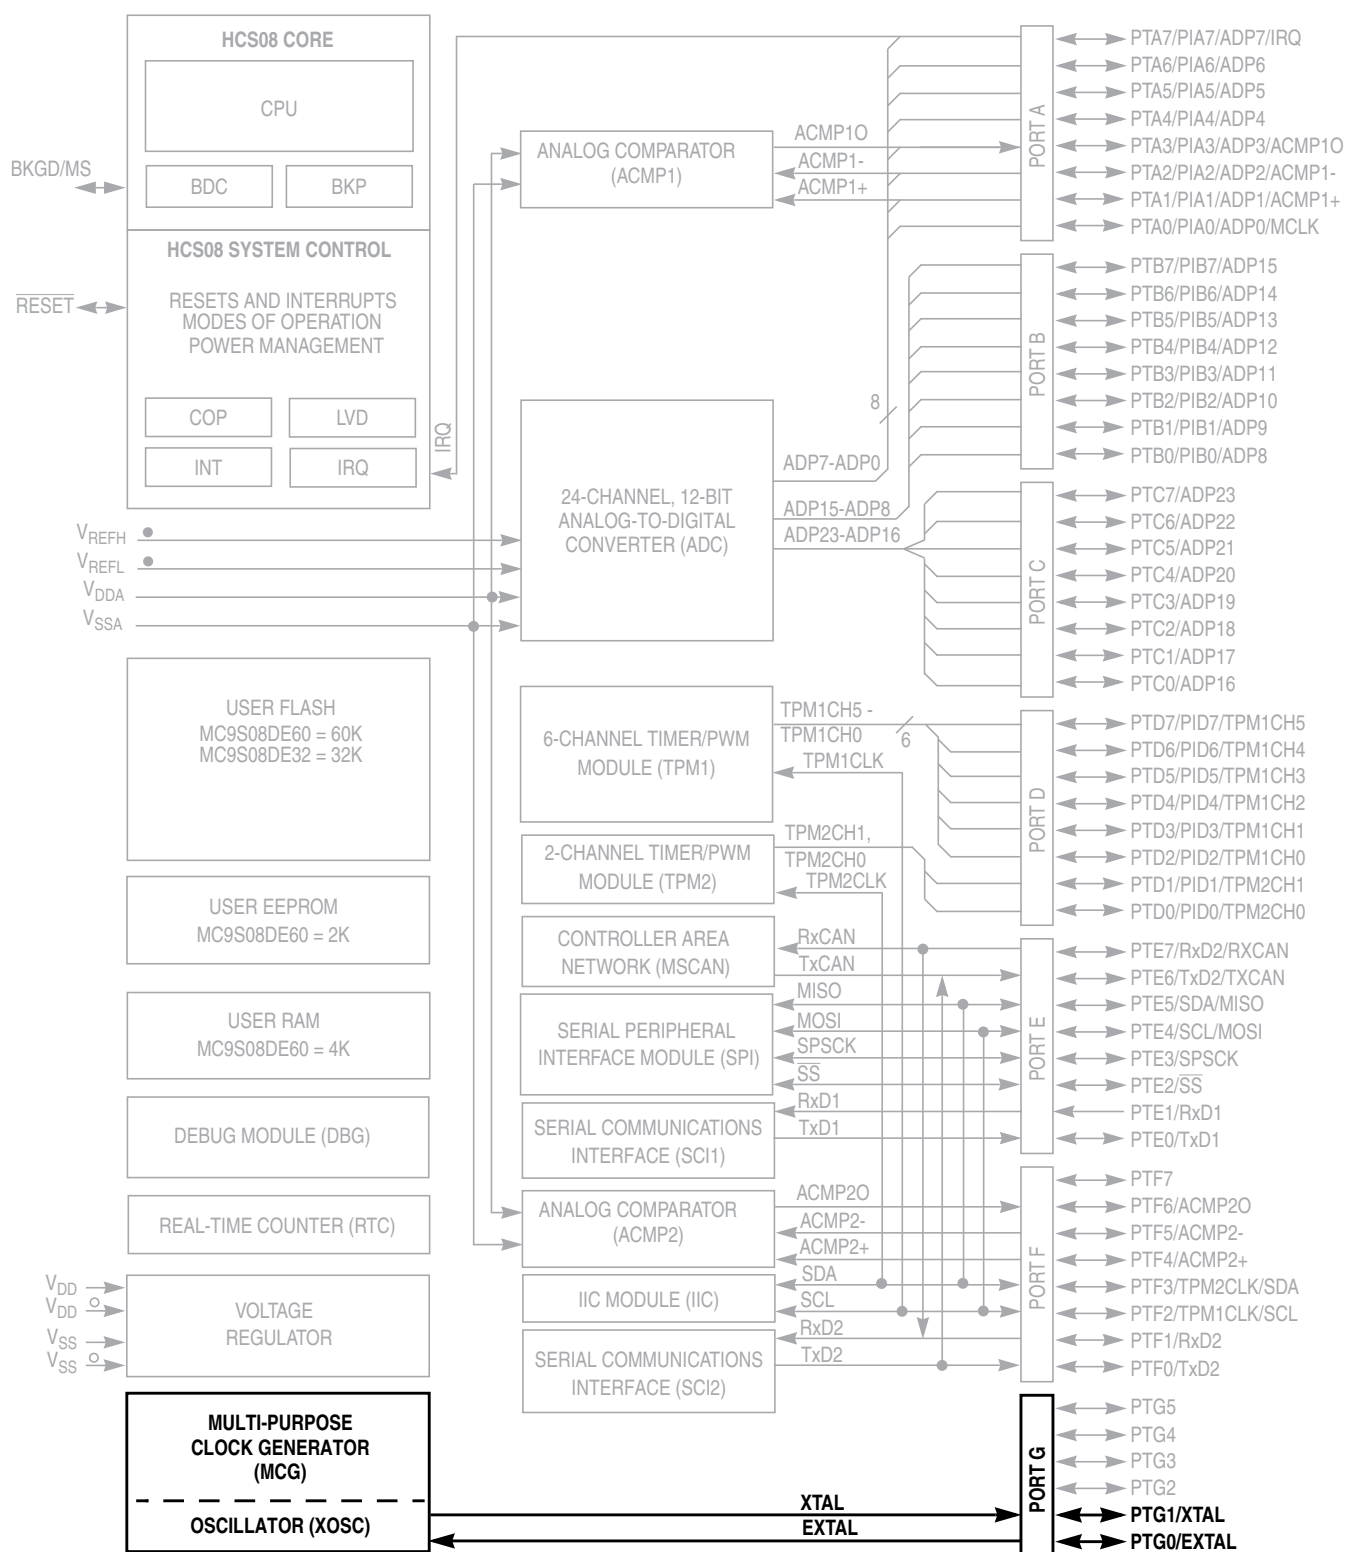 HCS08 CORE
CPU
BDC
BKP
BKGD/MS
HCS08 SYSTEM CONTROL
RESETS AND INTERRUPTS
MODES OF OPERATION
POWER MANAGEMENT
RESET
COP
LVD
INT
IRQ
IRQ
VREFH
VREFL
VDDA
VSSA
USER FLASH
MC9S08DE60 = 60K
MC9S08DE32 = 32K
USER EEPROM
MC9S08DE60 = 2K
USER RAM
MC9S08DE60 = 4K
DEBUG MODULE (DBG)
REAL-TIME COUNTER (RTC)
VDD
VDD
VSS
VSS
VOLTAGE
REGULATOR
MULTI-PURPOSE
CLOCK GENERATOR
(MCG)
OSCILLATOR (XOSC)
ANALOG COMPARATOR
(ACMP1)
ACMP1O
ACMP1-
ACMP1+
24-CHANNEL, 12-BIT
ANALOG-TO-DIGITAL
CONVERTER (ADC)
8
ADP7-ADP0
ADP15-ADP8
ADP23-ADP16
6-CHANNEL TIMER/PWM
MODULE (TPM1)
TPM1CH5 -
TPM1CH0
6
TPM1CLK
2-CHANNEL TIMER/PWM
MODULE (TPM2)
TPM2CH1,
TPM2CH0
TPM2CLK
CONTROLLER AREA
NETWORK (MSCAN)
RxCAN
TxCAN
SERIAL PERIPHERAL
INTERFACE MODULE (SPI)
MISO
MOSI
SPSCK
SS
SERIAL COMMUNICATIONS
INTERFACE (SCI1)
RxD1
TxD1
ANALOG COMPARATOR
(ACMP2)
ACMP2O
ACMP2-
ACMP2+
IIC MODULE (IIC)
SDA
SCL
SERIAL COMMUNICATIONS
INTERFACE (SCI2)
RxD2
TxD2
XTAL
EXTAL
PORT A
PTA7/PIA7/ADP7/IRQ
PTA6/PIA6/ADP6
PTA5/PIA5/ADP5
PTA4/PIA4/ADP4
PTA3/PIA3/ADP3/ACMP1O
PTA2/PIA2/ADP2/ACMP1-
PTA1/PIA1/ADP1/ACMP1+
PTA0/PIA0/ADP0/MCLK
PORT B
PTB7/PIB7/ADP15
PTB6/PIB6/ADP14
PTB5/PIB5/ADP13
PTB4/PIB4/ADP12
PTB3/PIB3/ADP11
PTB2/PIB2/ADP10
PTB1/PIB1/ADP9
PTB0/PIB0/ADP8
PORT C
PTC7/ADP23
PTC6/ADP22
PTC5/ADP21
PTC4/ADP20
PTC3/ADP19
PTC2/ADP18
PTC1/ADP17
PTC0/ADP16
PORT D
PTD7/PID7/TPM1CH5
PTD6/PID6/TPM1CH4
PTD5/PID5/TPM1CH3
PTD4/PID4/TPM1CH2
PTD3/PID3/TPM1CH1
PTD2/PID2/TPM1CH0
PTD1/PID1/TPM2CH1
PTD0/PID0/TPM2CH0
PORT E
PTE7/RxD2/RXCAN
PTE6/TxD2/TXCAN
PTE5/SDA/MISO
PTE4/SCL/MOSI
PTE3/SPSCK
PTE2/SS
PTE1/RxD1
PTE0/TxD1
PORT F
PTF7
PTF6/ACMP2O
PTF5/ACMP2-
PTF4/ACMP2+
PTF3/TPM2CLK/SDA
PTF2/TPM1CLK/SCL
PTF1/RxD2
PTF0/TxD2
PORT G
PTG5
PTG4
PTG3
PTG2
PTG1/XTAL
PTG0/EXTAL